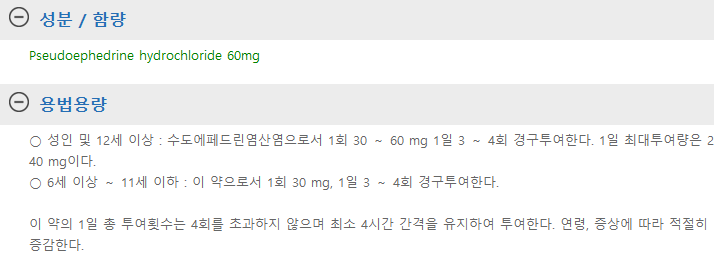 성분 / 함량
Pseudoephedrine hydrochloride 60mg
용법용량
○ 성인 및 12세 이상 : 수도에페드린염산염으로서 1회 30 ~ 60 mg 1일 3 ~ 4회 경구투여한다. 1일 최대투여량은 2
40 mg이다.
○ 6세 이상 ~ 11세 이하 : 이 약으로서 1회 30 mg, 1일 3 ~ 4회 경구투여한다.
이 약의 1일 총 투여횟수는 4회를 초과하지 않으며 최소 4시간 간격을 유지하여 투여한다. 연령, 증상에 따라 적절히
증감한다.